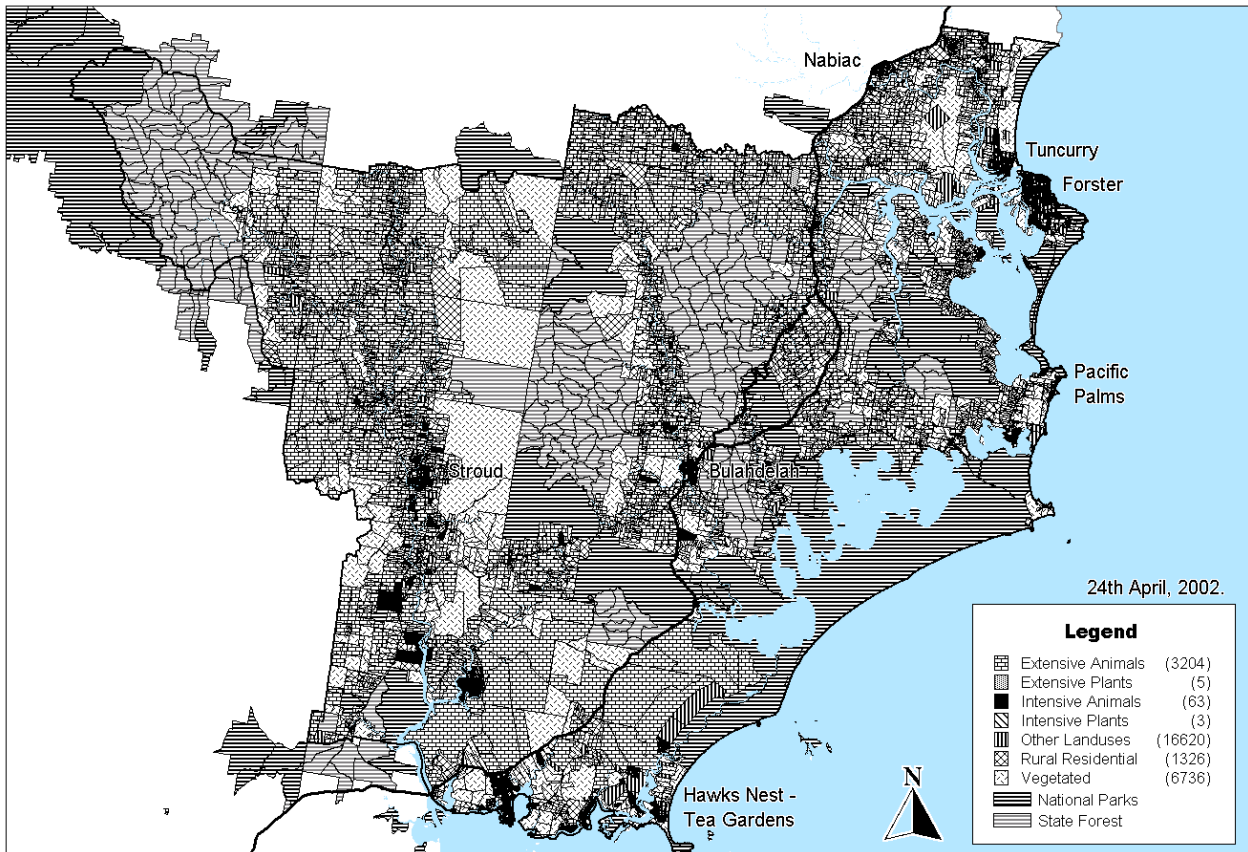 Nabiac
Tuncurry
Forster
Pacific
Palms
Stroud
Bulahdelah
24th April, 2002.
Legend
Extensive Animals (3204)
Extensive Plants (5)
Intensive Animals (63)
Intensive Plants (3)
Other Landuses (16620)
Rural Residential (1326)
Vegetated (6736)
National Parks
State Forest
Hawks Nest -
Tea Gardens
N